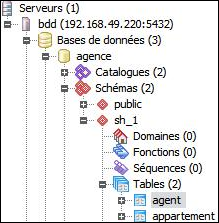 Serveurs (1)
bdd (192.168.49.220:5432)
Bases de données (3)
agence
Catalogues (2)
Schémas (2)
public
sh_1
Domaines (0)
Fonctions (0)
Séquences (0)
Tables (2)
agent
appartement